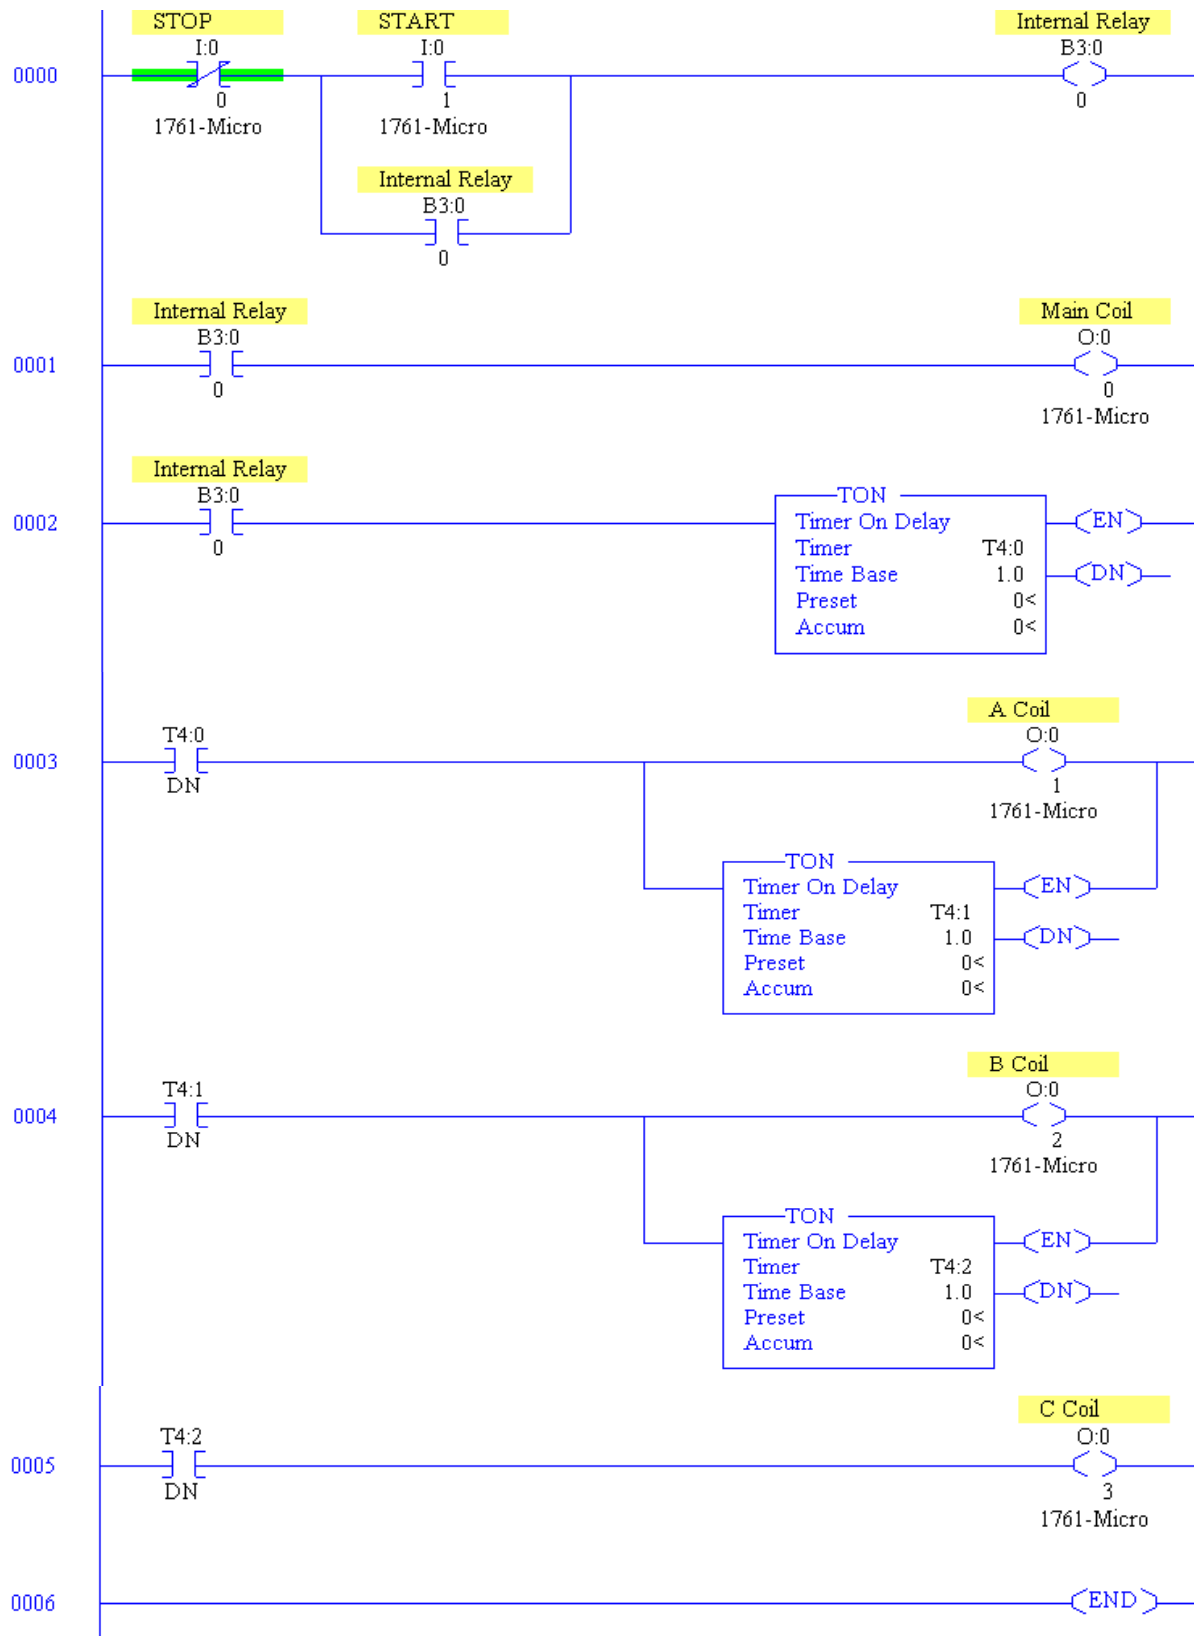 STOP START Internal Relay
I:0 I:0 B3:0
0000
0 1 0
1761-Micro 1761-Micro
Internal Relay
B3:0
0
Internal Relay Main Coil
B3:0 O:0
0001
0 0
1761-Micro
Internal Relay
B3:0 TON
0002 Timer On Delay EN
0 Timer T4:0
Time Base 1.0 DN
Preset 0<
Accum 0<
A Coil
T4:0 O:0
0003
DN 1
1761-Micro
TON
Timer On Delay EN
Timer T4:1
Time Base 1.0 DN
Preset 0<
Accum 0<
B Coil
T4:1 O:0
0004
DN 2
1761-Micro
TON
Timer On Delay EN
Timer T4:2
Time Base 1.0 DN
Preset 0<
Accum 0<
C Coil
T4:2 O:0
0005
DN 3
1761-Micro
0006 END